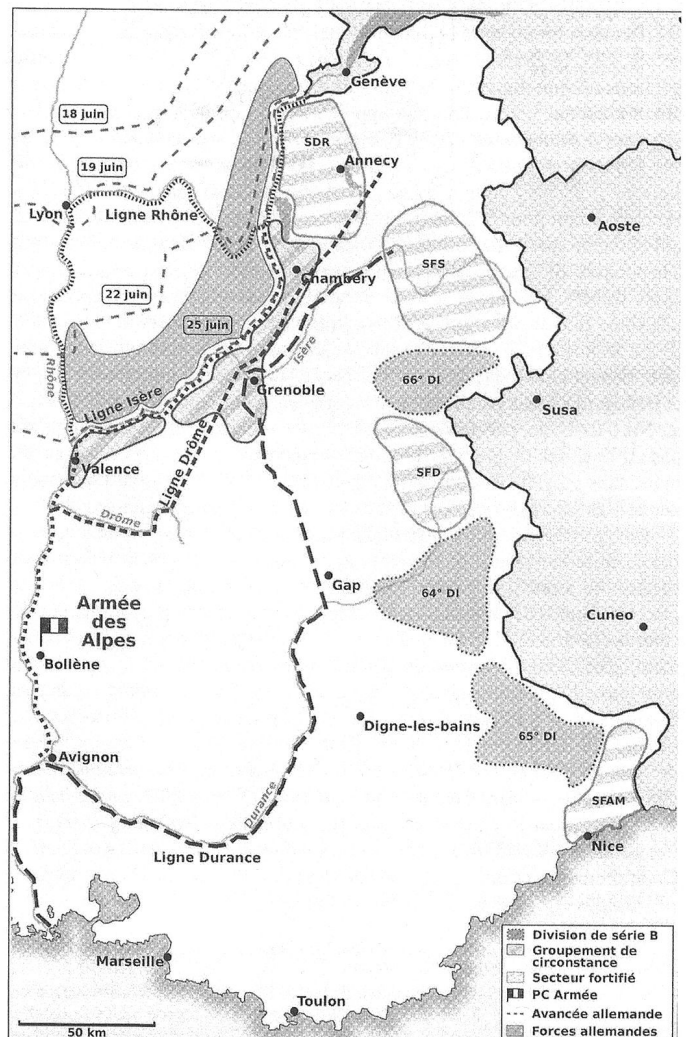 Genève
18 juin
SDR
Annecy
19 juin
Lyon
Ligne Rhône
Aoste
SFS
Chambéry
22 juin
25 juin
Isère
Rhône
66° DI
Grenoble
Susa
Ligne Isère
Ligne Drôme
SFD
Valence
Drôme
Gap
64° DI
Armée
des
Alpes
Cuneo
Bollène
Digne-les-bains
65° DI
Avignon
SFAM
Durance
Ligne Durance
Nice
Marseille
Toulon
50 km
Division de série B
Groupement de
circonstance
Secteur fortifié
PC Armée
Avancée allemande
Forces allemandes